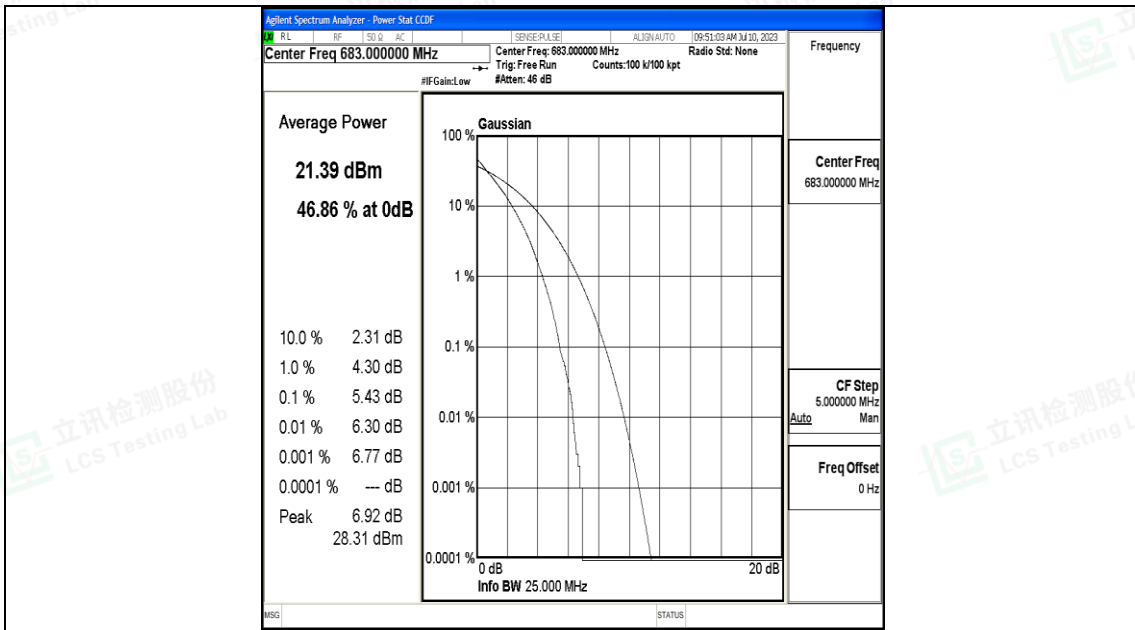 Agilent Spectrum Analyzer - Power Stat CCDF
RL RF 50 Ω AC SENSE:PULSE ALIGN AUTO 09:51:03 AM Jul 10, 2023
Center Freq 683.000000 MHz
Center Freq: 683.000000 MHz Radio Std: None
Trig: Free Run Counts:100 k/100 kpt
#IFGain:Low #Atten: 46 dB
Frequency
Average Power
21.39 dBm
46.86 % at 0dB
10.0 % 2.31 dB
1.0 % 4.30 dB
0.1 % 5.43 dB
0.01 % 6.30 dB
0.001 % 6.77 dB
0.0001 % --- dB
Peak 6.92 dB
28.31 dBm
Gaussian
100 %
10 %
1 %
0.1 %
0.01 %
0.001 %
0.0001 %
0 dB 20 dB
Info BW 25.000 MHz
Center Freq
683.000000 MHz
CF Step
5.000000 MHz
Auto Man
Freq Offset
0 Hz
MSG STATUS
立讯检测股份
LCS Testing Lab
立讯检测股份
LCS Testing L